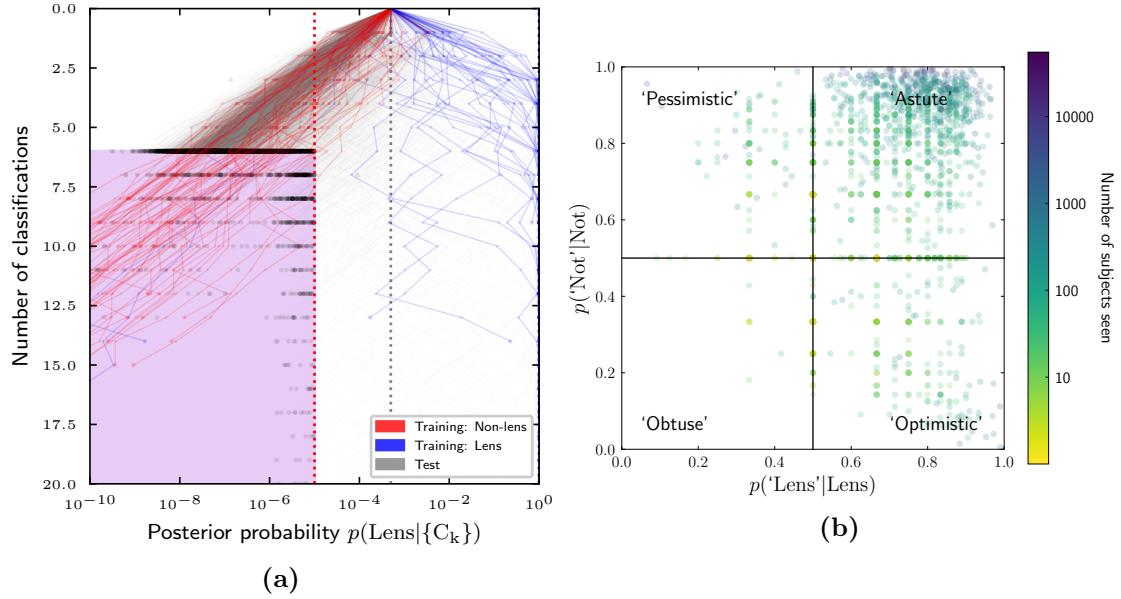 0.0
2.5
5.0
7.5
10.0
12.5
15.0
17.5
20.0
Number of classifications
10⁻¹⁰
10⁻⁸
10⁻⁶
10⁻⁴
10⁻²
10⁰
Posterior probability p(Lens|{Cₖ})
Training: Non-lens
Training: Lens
Test
(a)
1.0
0.8
0.6
0.4
0.2
0.0
p(‘Not’|Not)
‘Pessimistic’
‘Astute’
‘Obtuse’
‘Optimistic’
0.0
0.2
0.4
0.6
0.8
1.0
p(‘Lens’|Lens)
(b)
10000
1000
100
10
Number of subjects seen